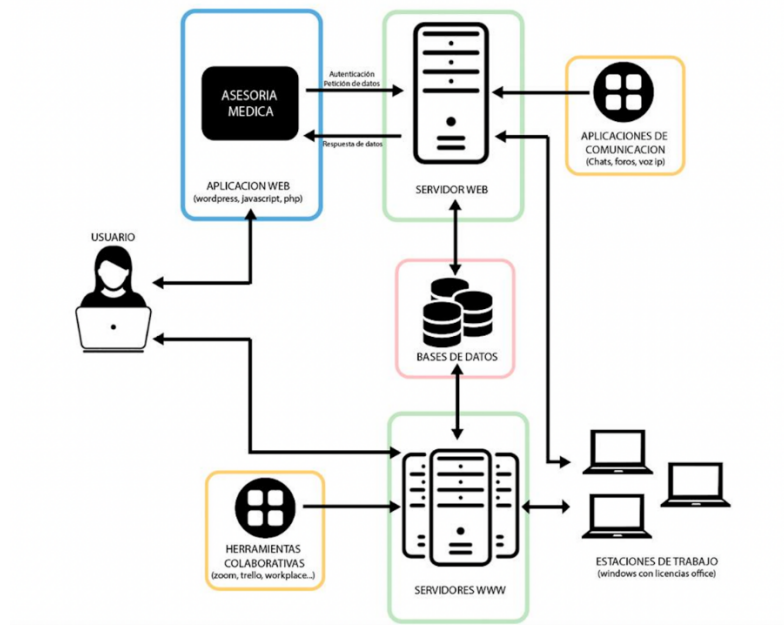 ASESORIA
MEDICA
APLICACION WEB
(wordpress, javascript, php)
Autenticación
Petición de datos
Respuesta de datos
SERVIDOR WEB
APLICACIONES DE
COMUNICACION
(Chats, foros, voz ip)
USUARIO
BASES DE DATOS
HERRAMIENTAS
COLABORATIVAS
(zoom, trello, workplace...)
SERVIDORES WWW
ESTACIONES DE TRABAJO
(windows con licencias office)